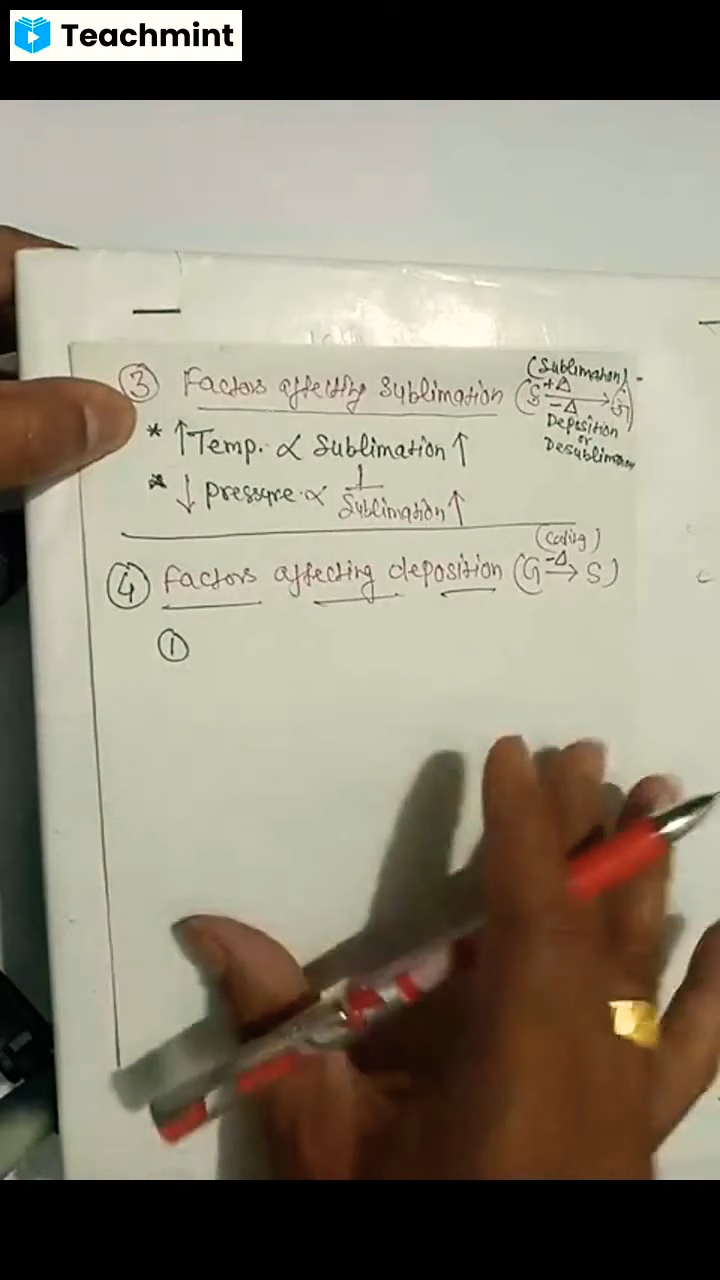 Teachmint
③ Factors affecting Sublimation (S +Δ -Δ → G)
(Sublimation)
Deposition
or
Desublimation
* ↑Temp. ∝ Sublimation ↑
* ↓ pressure ∝ 1/Sublimation ↑
④ Factors affecting deposition (G -Δ → S)
①